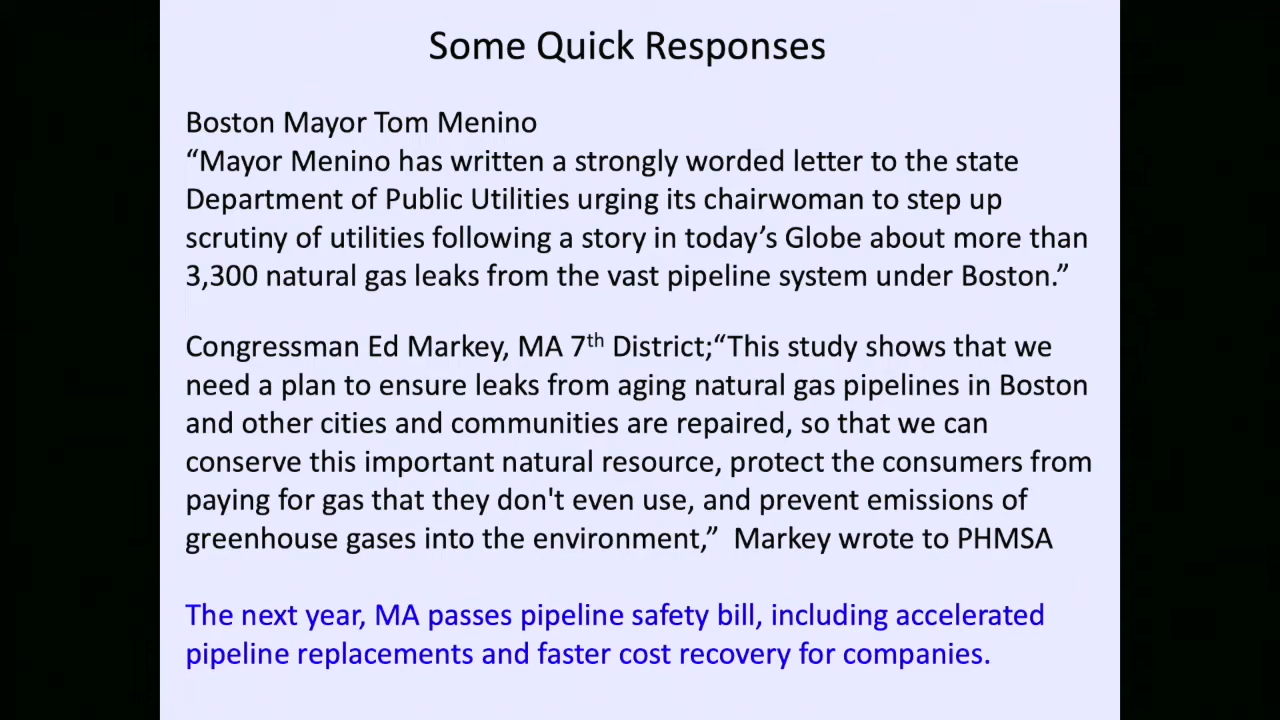 Some Quick Responses
Boston Mayor Tom Menino
“Mayor Menino has written a strongly worded letter to the state
Department of Public Utilities urging its chairwoman to step up
scrutiny of utilities following a story in today’s Globe about more than
3,300 natural gas leaks from the vast pipeline system under Boston.”
Congressman Ed Markey, MA 7th District;“This study shows that we
need a plan to ensure leaks from aging natural gas pipelines in Boston
and other cities and communities are repaired, so that we can
conserve this important natural resource, protect the consumers from
paying for gas that they don't even use, and prevent emissions of
greenhouse gases into the environment,”  Markey wrote to PHMSA
The next year, MA passes pipeline safety bill, including accelerated
pipeline replacements and faster cost recovery for companies.